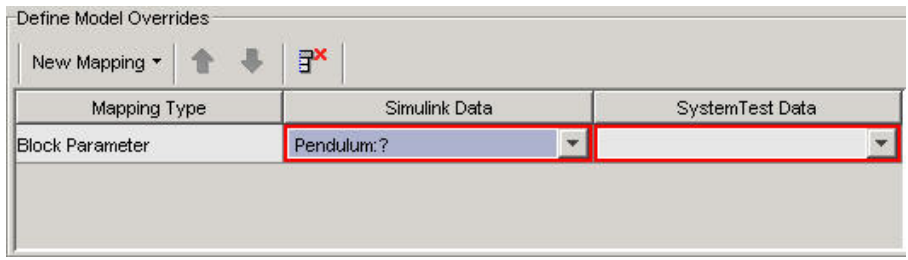 Define Model Overrides
New Mapping
Mapping Type Simulink Data SystemTest Data
Block Parameter Pendulum:?